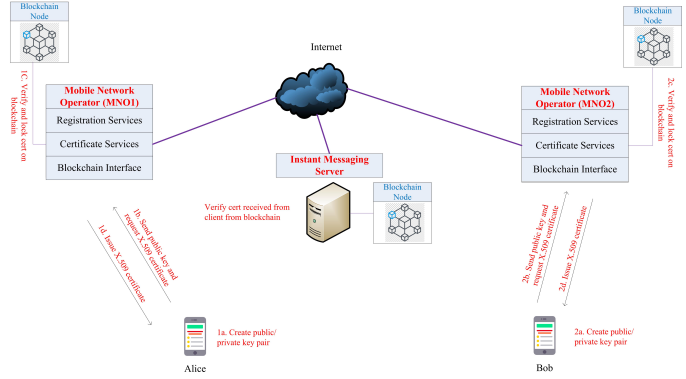 Blockchain
Node
1C. Verify and lock cert on
blockchain
Mobile Network
Operator (MNO1)
Registration Services
Certificate Services
Blockchain Interface
Internet
Instant Messaging
Server
Verify cert received from
client from blockchain
Blockchain
Node
Blockchain
Node
2c. Verify and lock cert on
blockchain
Mobile Network
Operator (MNO2)
Registration Services
Certificate Services
Blockchain Interface
1b. Send public key and
request X.509 certificate
1d. Issue X.509 certificate
1a. Create public/
private key pair
Alice
2b. Send public key and
request X.509 certificate
2d. Issue X.509 certificate
2a. Create public/
private key pair
Bob